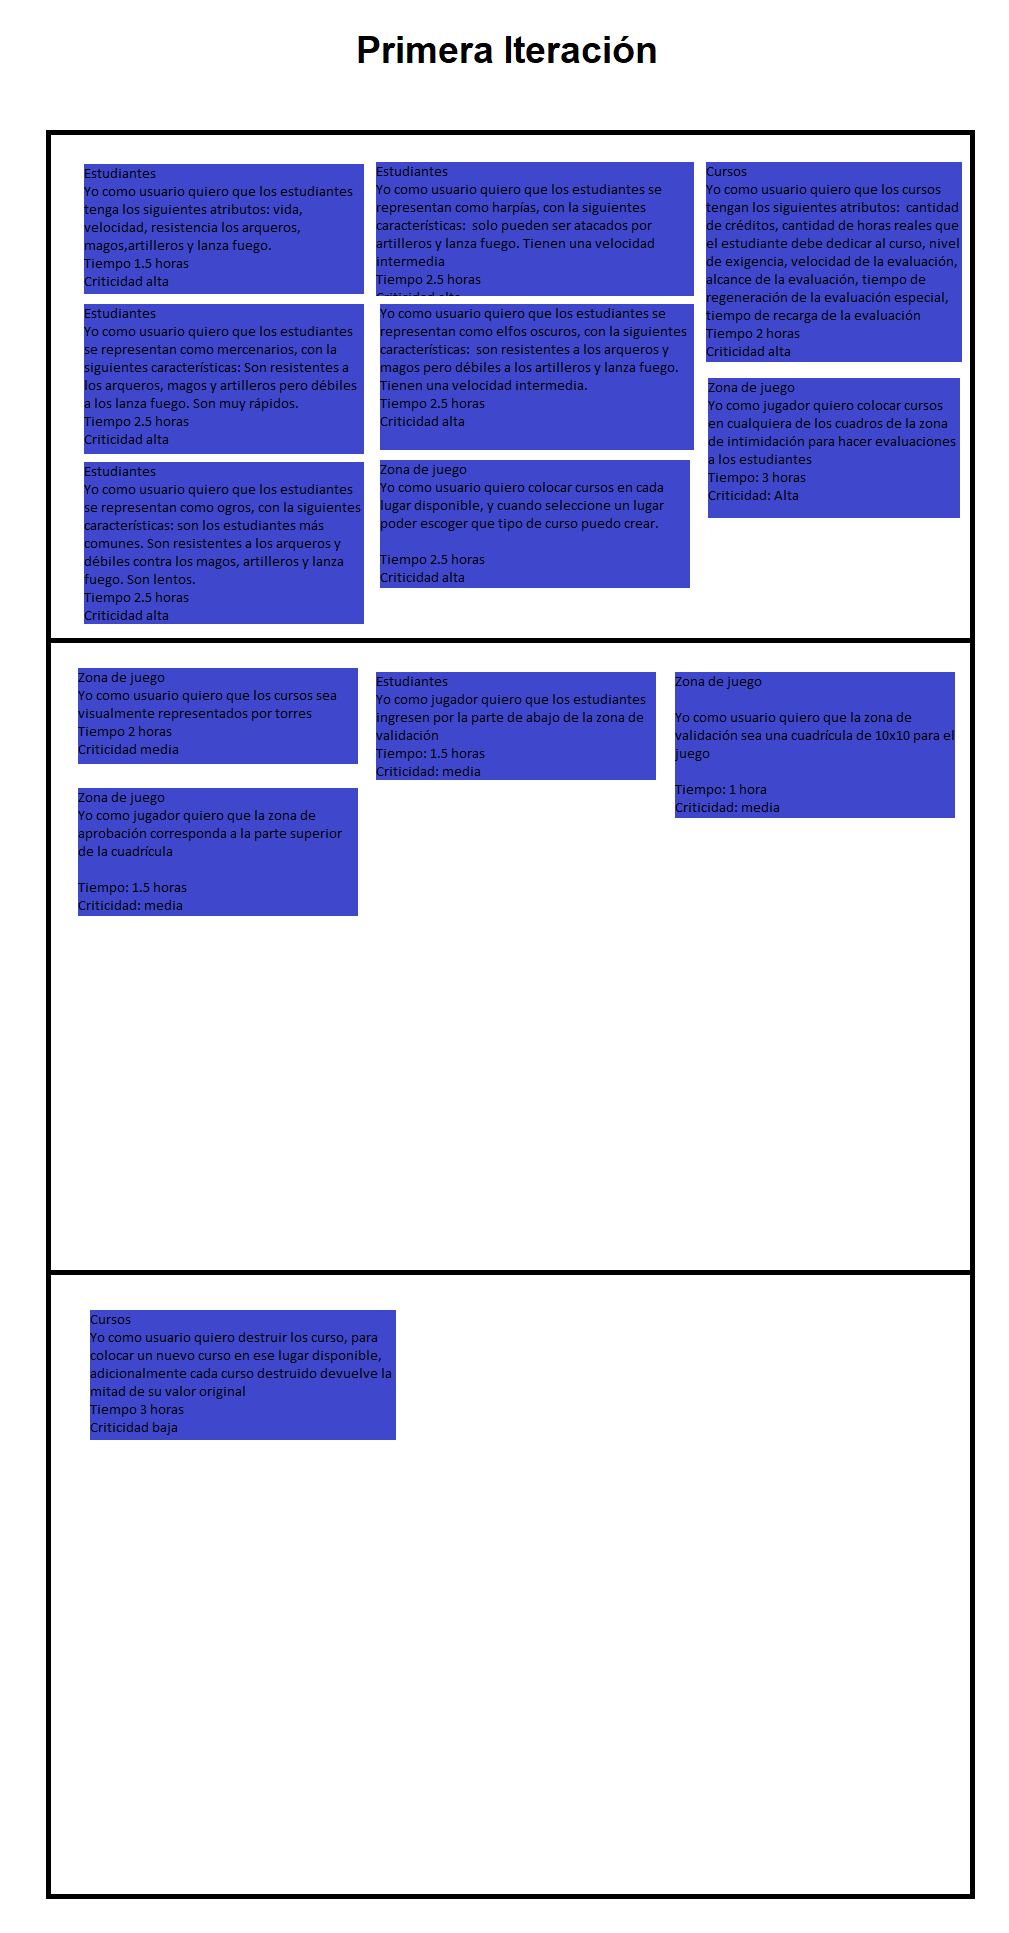 Primera Iteración
Estudiantes
Yo como usuario quiero que los estudiantes
tenga los siguientes atributos: vida,
velocidad, resistencia los arqueros,
magos,artilleros y lanza fuego.
Tiempo 1.5 horas
Criticidad alta
Estudiantes
Yo como usuario quiero que los estudiantes se
representan como harpías, con la siguientes
características:  solo pueden ser atacados por
artilleros y lanza fuego. Tienen una velocidad
intermedia
Tiempo 2.5 horas
Criticidad alta
Cursos
Yo como usuario quiero que los cursos
tengan los siguientes atributos:  cantidad
de créditos, cantidad de horas reales que
el estudiante debe dedicar al curso, nivel
de exigencia, velocidad de la evaluación,
alcance de la evaluación, tiempo de
regeneración de la evaluación especial,
tiempo de recarga de la evaluación
Tiempo 2 horas
Criticidad alta
Estudiantes
Yo como usuario quiero que los estudiantes
se representan como mercenarios, con la
siguientes características: Son resistentes a
los arqueros, magos y artilleros pero débiles
a los lanza fuego. Son muy rápidos.
Tiempo 2.5 horas
Criticidad alta
Yo como usuario quiero que los estudiantes se
representan como elfos oscuros, con la siguientes
características:  son resistentes a los arqueros y
magos pero débiles a los artilleros y lanza fuego.
Tienen una velocidad intermedia.
Tiempo 2.5 horas
Criticidad alta
Zona de juego
Yo como jugador quiero colocar cursos
en cualquiera de los cuadros de la zona
de intimidación para hacer evaluaciones
a los estudiantes
Tiempo: 3 horas
Criticidad: Alta
Estudiantes
Yo como usuario quiero que los estudiantes
se representan como ogros, con la siguientes
características: son los estudiantes más
comunes. Son resistentes a los arqueros y
débiles contra los magos, artilleros y lanza
fuego. Son lentos.
Tiempo 2.5 horas
Criticidad alta
Zona de juego
Yo como usuario quiero colocar cursos en cada
lugar disponible, y cuando seleccione un lugar
poder escoger que tipo de curso puedo crear.
Tiempo 2.5 horas
Criticidad alta
Zona de juego
Yo como usuario quiero que los cursos sea
visualmente representados por torres
Tiempo 2 horas
Criticidad media
Estudiantes
Yo como jugador quiero que los estudiantes
ingresen por la parte de abajo de la zona de
validación
Tiempo: 1.5 horas
Criticidad: media
Zona de juego
Yo como usuario quiero que la zona de
validación sea una cuadrícula de 10x10 para el
juego
Tiempo: 1 hora
Criticidad: media
Zona de juego
Yo como jugador quiero que la zona de
aprobación corresponda a la parte superior
de la cuadrícula
Tiempo: 1.5 horas
Criticidad: media
Cursos
Yo como usuario quiero destruir los curso, para
colocar un nuevo curso en ese lugar disponible,
adicionalmente cada curso destruido devuelve la
mitad de su valor original
Tiempo 3 horas
Criticidad baja